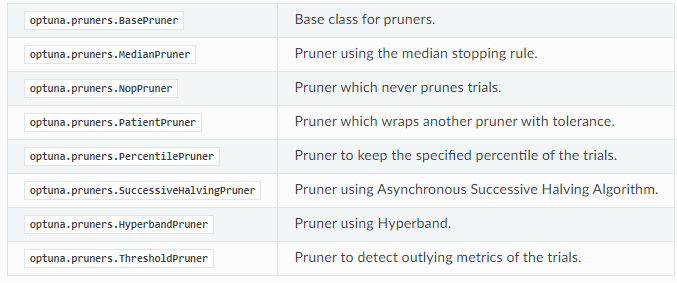 optuna.pruners.BasePruner Base class for pruners.
optuna.pruners.MedianPruner Pruner using the median stopping rule.
optuna.pruners.NopPruner Pruner which never prunes trials.
optuna.pruners.PatientPruner Pruner which wraps another pruner with tolerance.
optuna.pruners.PercentilePruner Pruner to keep the specified percentile of the trials.
optuna.pruners.SuccessiveHalvingPruner Pruner using Asynchronous Successive Halving Algorithm.
optuna.pruners.HyperbandPruner Pruner using Hyperband.
optuna.pruners.ThresholdPruner Pruner to detect outlying metrics of the trials.